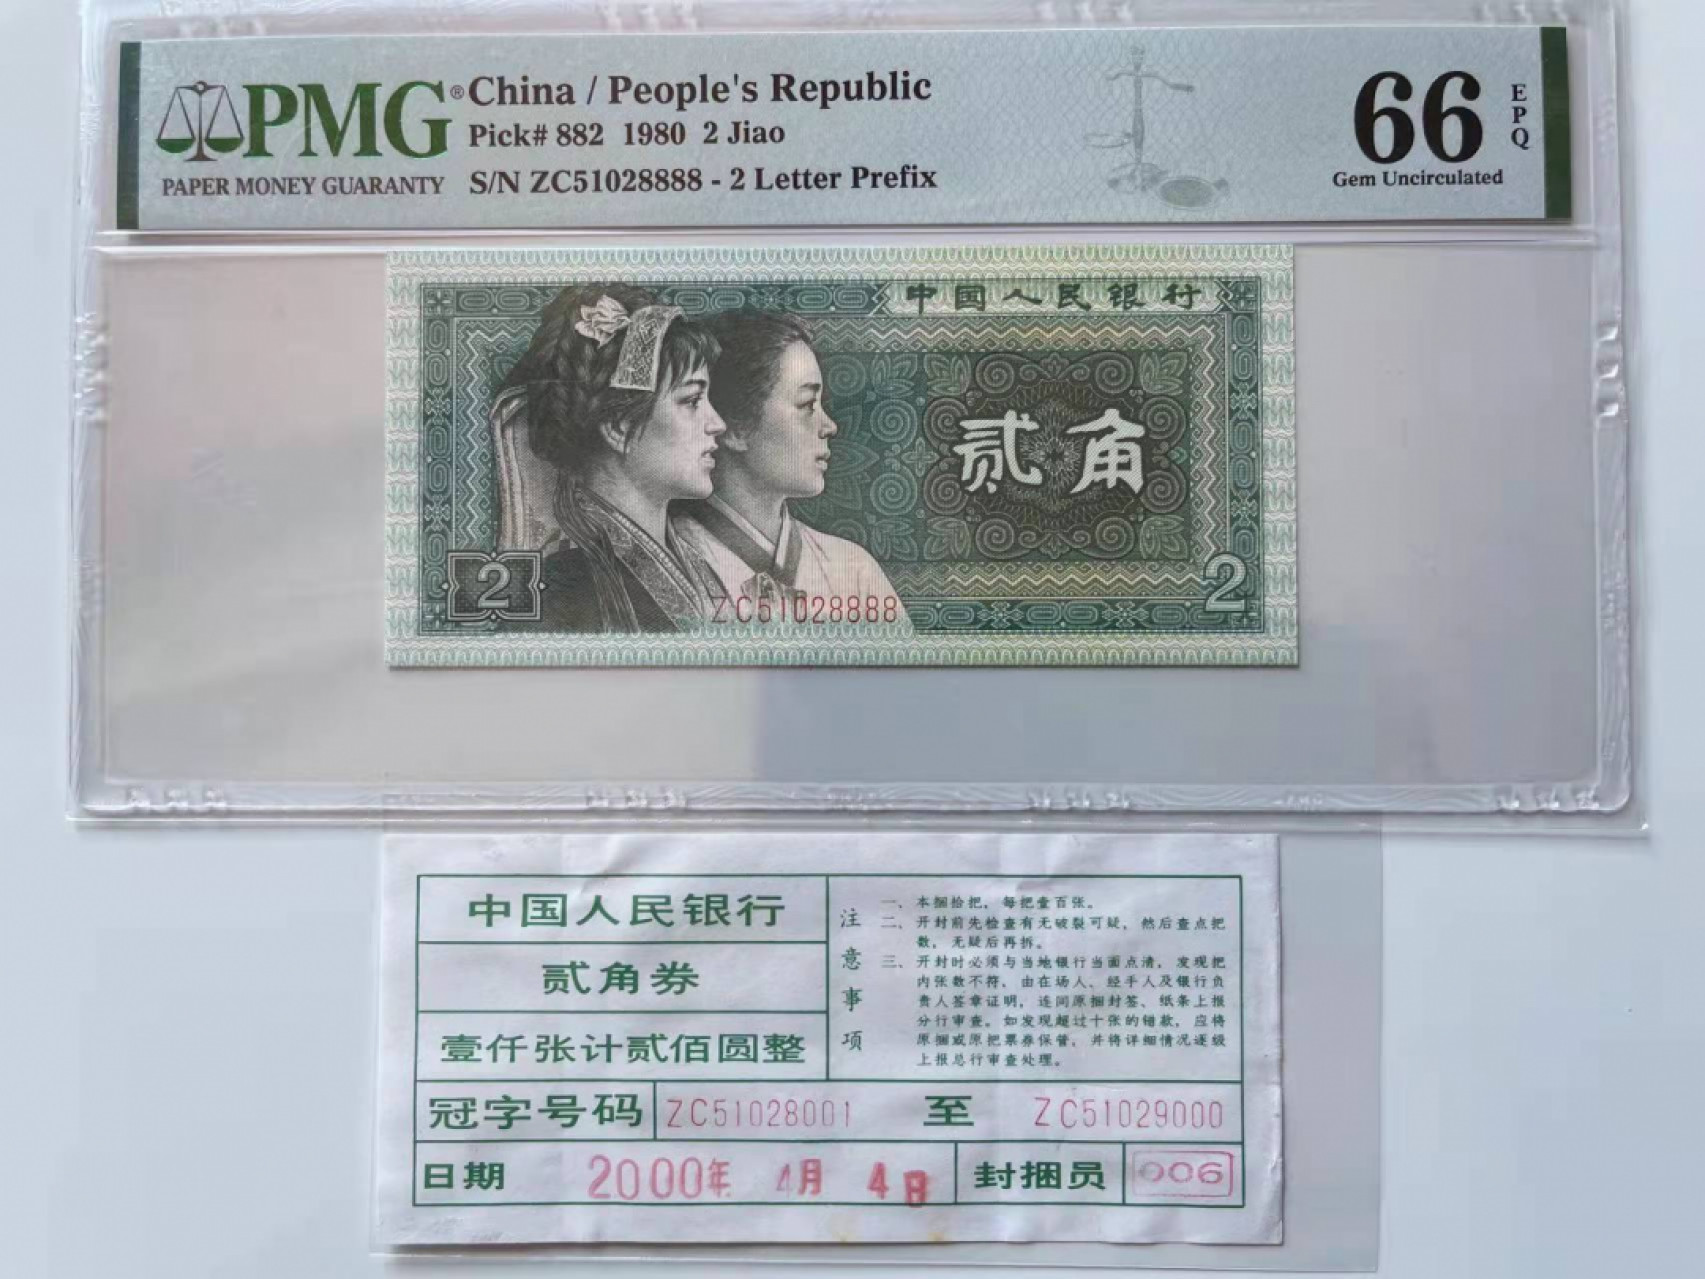 PMG® China / People's Republic
Pick# 882 1980 2 Jiao
PAPER MONEY GUARANTY S/N ZC51028888 - 2 Letter Prefix
66 EPQ
Gem Uncirculated
中国人民银行
贰角
2
2
ZC51028888
中国人民银行
贰角券
壹仟张计贰佰圆整
注意事项
一、本捆拾把,每把壹百张。
二、开封前先检查有无破裂可疑,然后查点把
数,无疑后再拆。
三、开封时必须与当地银行当面点清,发现把
内张数不符,由在场人、经手人及银行负
责人签章证明,连同原捆封签、纸条上报
分行审查。如发现超过十张的错款,应将
原捆或原把票券保管,并将详细情况逐级
上报总行审查处理。
冠字号码 ZC51028001 至 ZC51029000
日期 2000年 4月 4日 封捆员 006